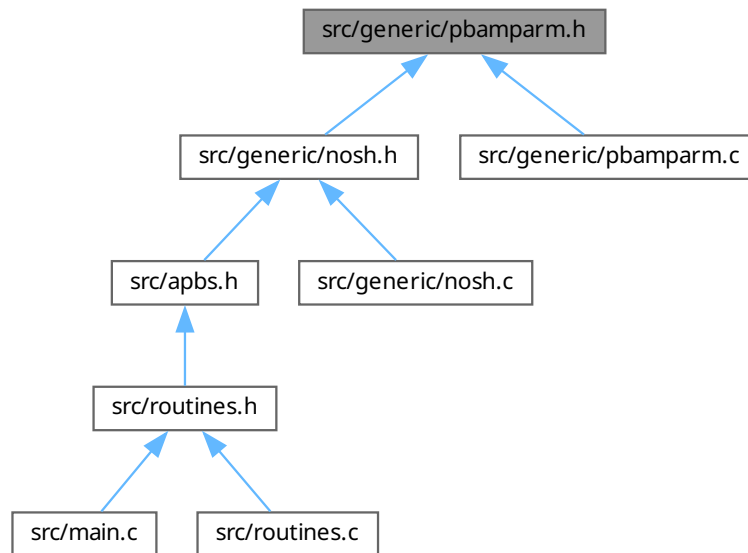 src/generic/pbamparm.h
src/generic/nosh.h
src/generic/pbamparm.c
src/apbs.h
src/generic/nosh.c
src/routines.h
src/main.c
src/routines.c